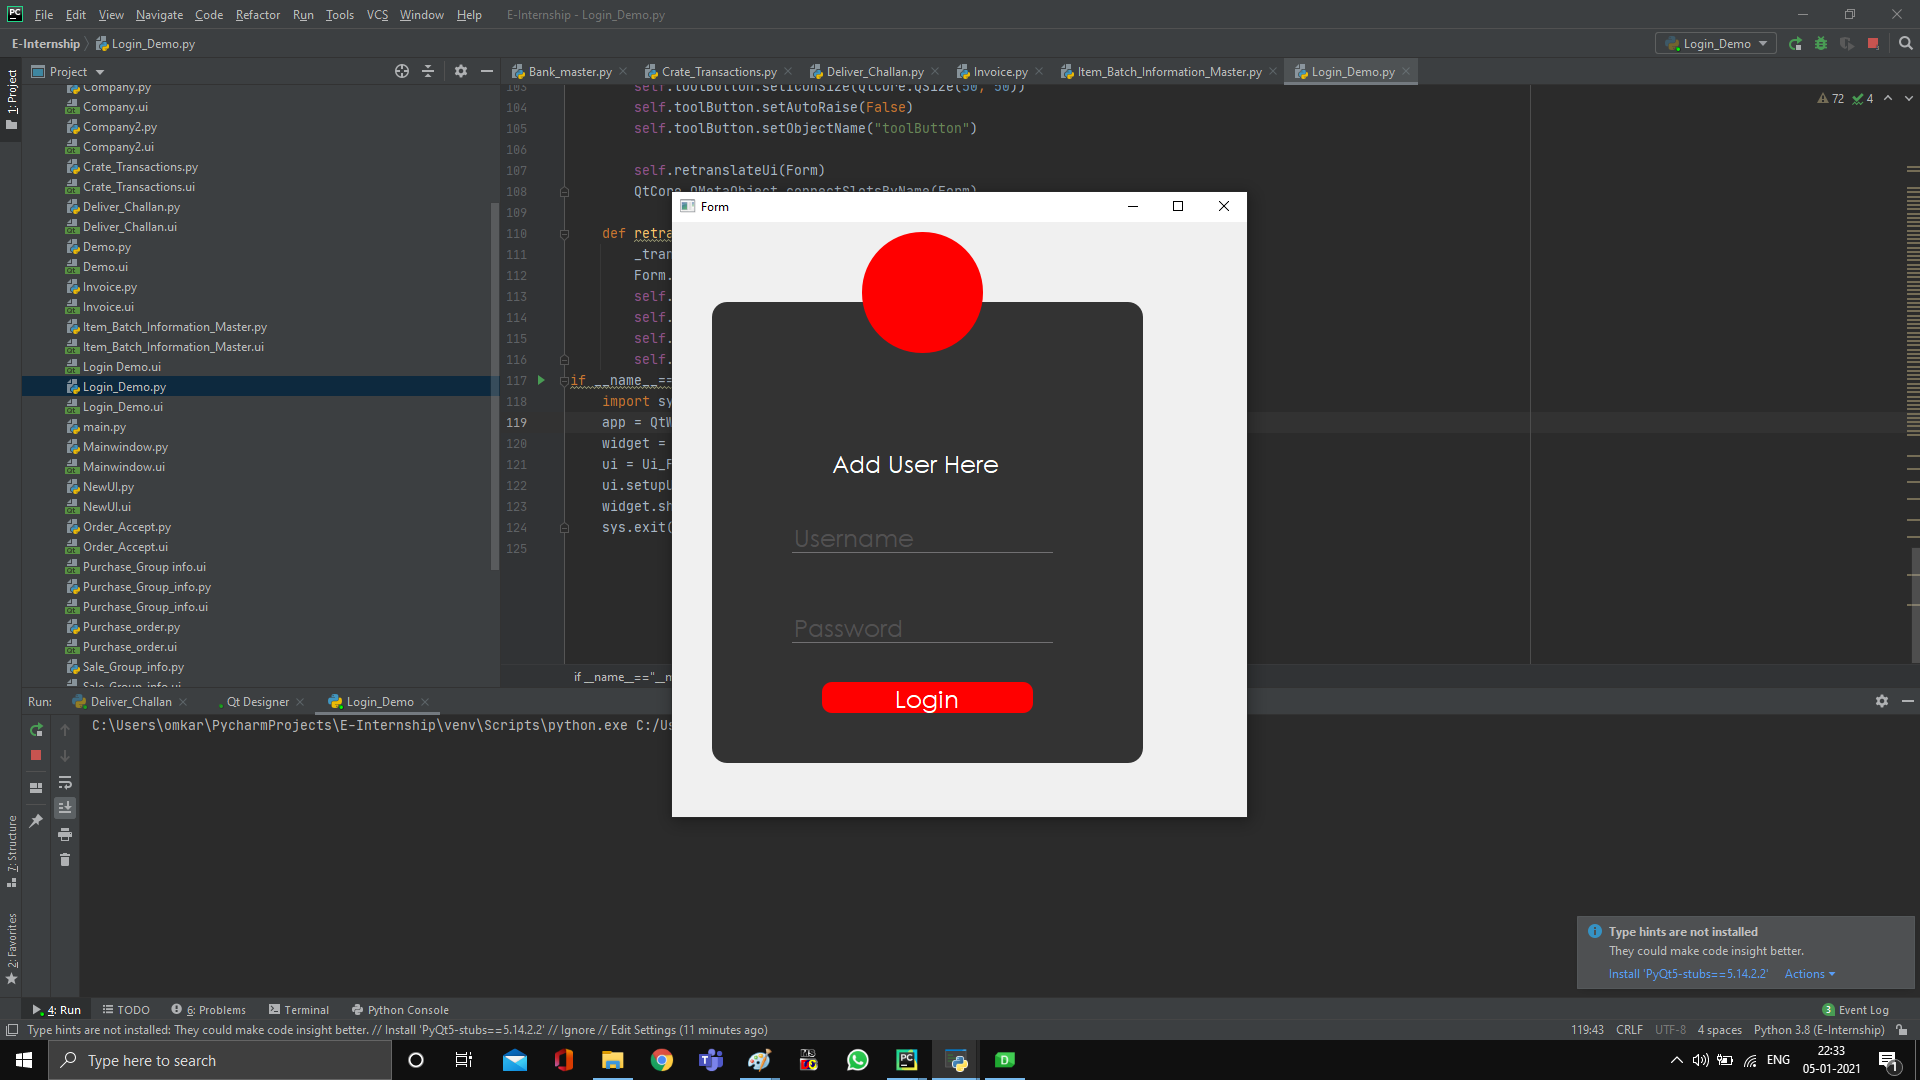 File Edit View Navigate Code Refactor Run Tools VCS Window Help E-Internship - Login_Demo.py
E-Internship Login_Demo.py Login_Demo
1: Project
Project
Bank_master.py Crate_Transactions.py Deliver_Challan.py Invoice.py Item_Batch_Information_Master.py Login_Demo.py
Company.py
Company.ui
Company2.py
Company2.ui
Crate_Transactions.py
Crate_Transactions.ui
Deliver_Challan.py
Deliver_Challan.ui
Demo.py
Demo.ui
Invoice.py
Invoice.ui
Item_Batch_Information_Master.py
Item_Batch_Information_Master.ui
Login Demo.ui
Login_Demo.py
Login_Demo.ui
main.py
Mainwindow.py
Mainwindow.ui
NewUI.py
NewUI.ui
Order_Accept.py
Order_Accept.ui
Purchase_Group info.ui
Purchase_Group_info.py
Purchase_Group_info.ui
Purchase_order.py
Purchase_order.ui
Sale_Group_info.py
Sale_Group_info.ui
103 self.toolButton.setIconSize(QtCore.QSize(50, 50))
104 self.toolButton.setAutoRaise(False)
105 self.toolButton.setObjectName("toolButton")
106
107 self.retranslateUi(Form)
108 QtCore.QMetaObject.connectSlotsByName(Form)
109
110 def retra
111 _tran
112 Form.
113 self.
114 self.
115 self.
116 self.
117 if __name__==
118 import sy
119 app = QtW
120 widget =
121 ui = Ui_F
122 ui.setupU
123 widget.sh
124 sys.exit(
125
72 4
if __name__=="__n
Form
Add User Here
Username
Password
Login
Run: Deliver_Challan Qt Designer Login_Demo
C:\Users\omkar\PycharmProjects\E-Internship\venv\Scripts\python.exe C:/Us
7: Structure
2: Favorites
Type hints are not installed
They could make code insight better.
Install 'PyQt5-stubs==5.14.2.2' Actions
4: Run TODO 6: Problems Terminal Python Console 3 Event Log
Type hints are not installed: They could make code insight better. // Install 'PyQt5-stubs==5.14.2.2' // Ignore // Edit Settings (11 minutes ago) 119:43 CRLF UTF-8 4 spaces Python 3.8 (E-Internship)
Type here to search
ENG
22:33
05-01-2021
1